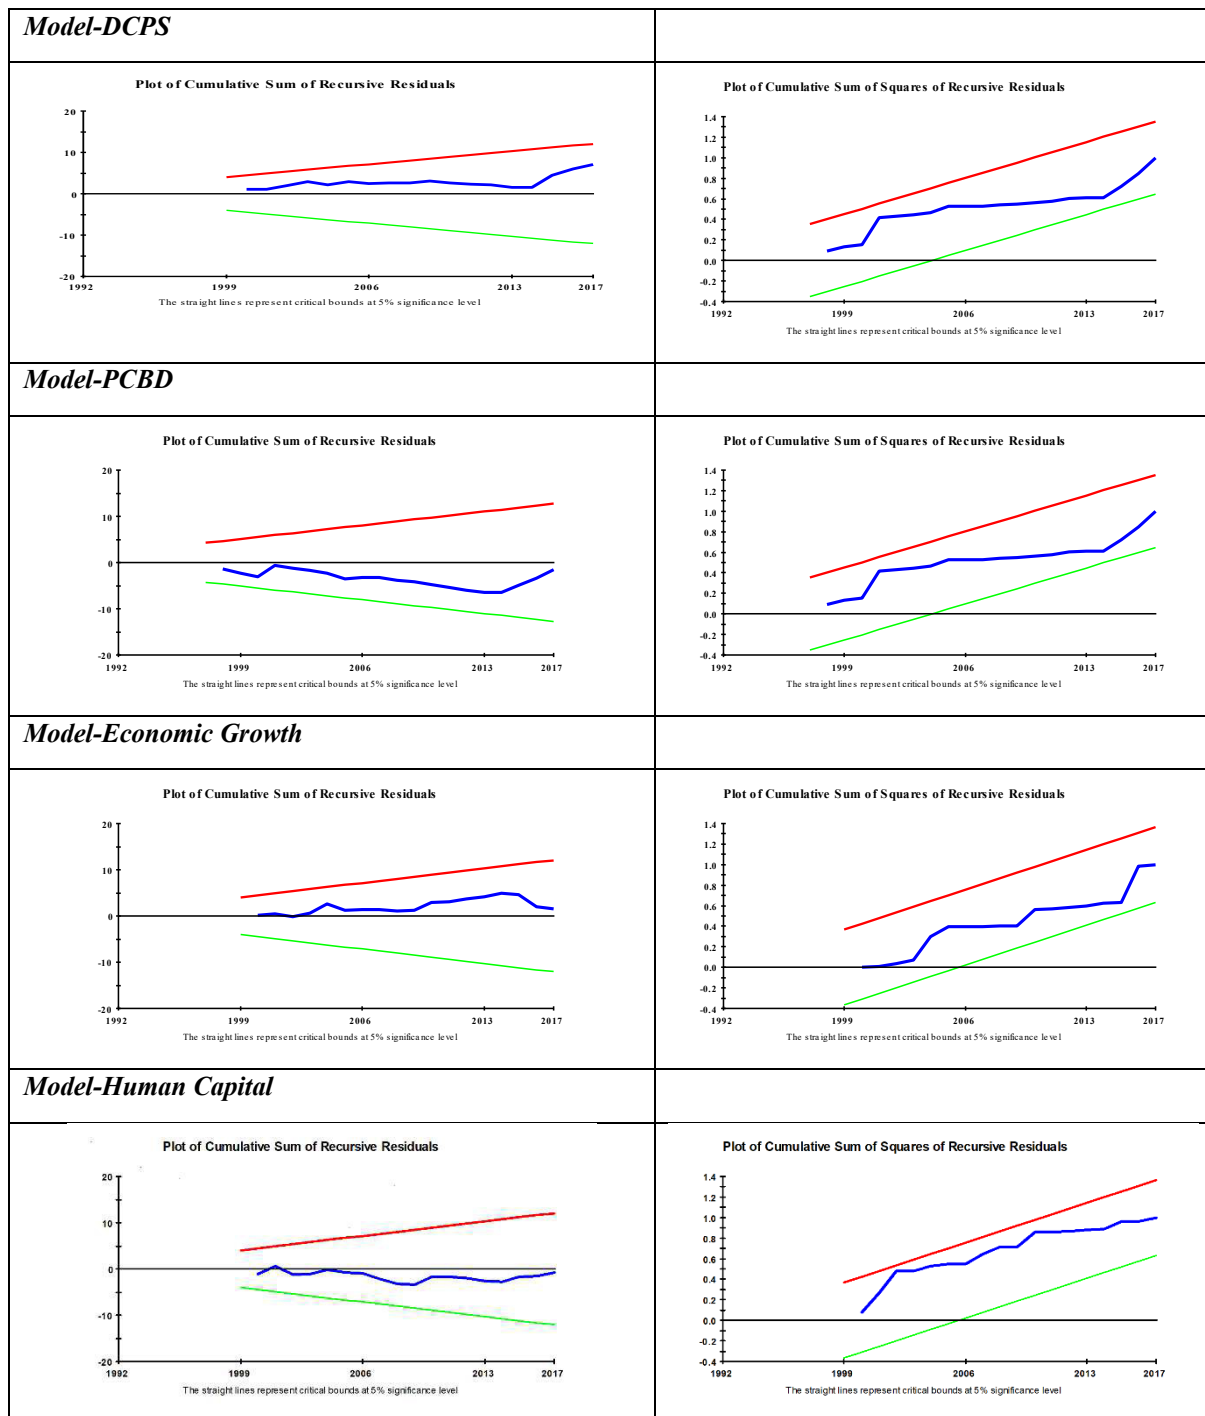 Model-DCPS
Plot of Cumulative Sum of Recursive Residuals
20
10
0
-10
-20
1992 1999 2006 2013 2017
The straight lines represent critical bounds at 5% significance level
Plot of Cumulative Sum of Squares of Recursive Residuals
1.4
1.2
1.0
0.8
0.6
0.4
0.2
0.0
-0.2
-0.4
1992 1999 2006 2013 2017
The straight lines represent critical bounds at 5% significance level
Model-PCBD
Plot of Cumulative Sum of Recursive Residuals
20
10
0
-10
-20
1992 1999 2006 2013 2017
The straight lines represent critical bounds at 5% significance level
Plot of Cumulative Sum of Squares of Recursive Residuals
1.4
1.2
1.0
0.8
0.6
0.4
0.2
0.0
-0.2
-0.4
1992 1999 2006 2013 2017
The straight lines represent critical bounds at 5% significance level
Model-Economic Growth
Plot of Cumulative Sum of Recursive Residuals
20
10
0
-10
-20
1992 1999 2006 2013 2017
The straight lines represent critical bounds at 5% significance level
Plot of Cumulative Sum of Squares of Recursive Residuals
1.4
1.2
1.0
0.8
0.6
0.4
0.2
0.0
-0.2
-0.4
1992 1999 2006 2013 2017
The straight lines represent critical bounds at 5% significance level
Model-Human Capital
Plot of Cumulative Sum of Recursive Residuals
20
10
0
-10
-20
1992 1999 2006 2013 2017
The straight lines represent critical bounds at 5% significance level
Plot of Cumulative Sum of Squares of Recursive Residuals
1.4
1.2
1.0
0.8
0.6
0.4
0.2
0.0
-0.2
-0.4
1992 1999 2006 2013 2017
The straight lines represent critical bounds at 5% significance level